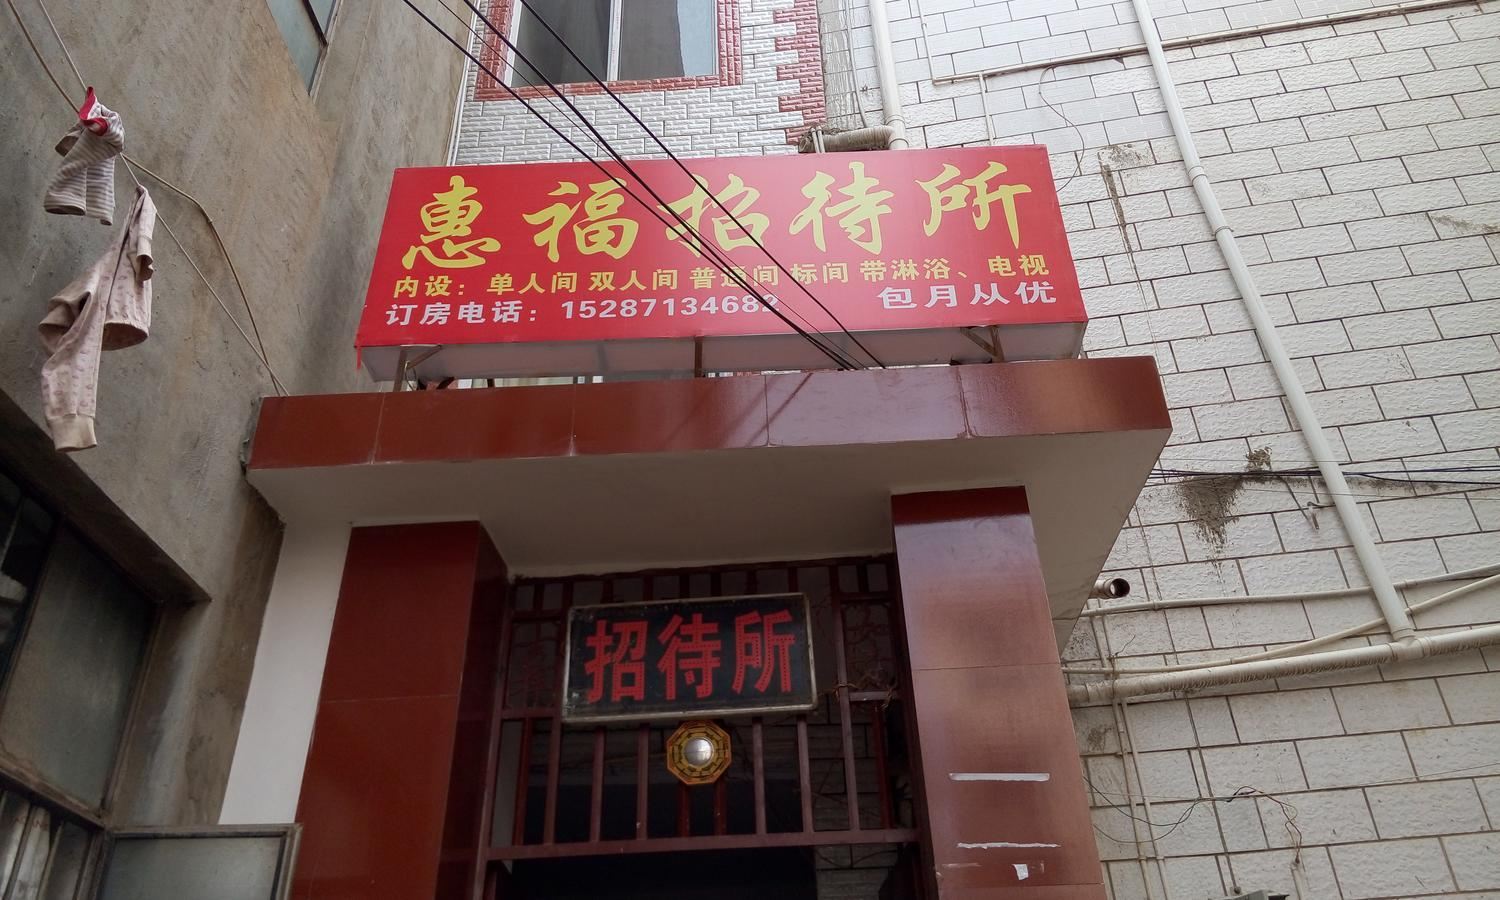 惠福招待所
内设：单人间 双人间 普通间 标间 带淋浴、电视
订房电话：15287134682 包月从优
招待所